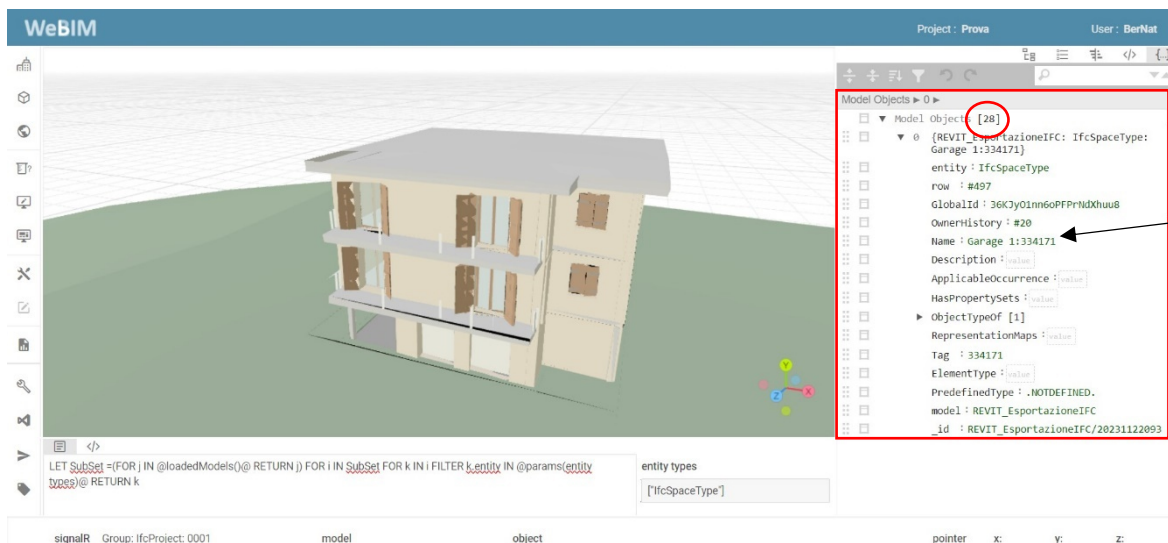 WeBIM
Project : Prova
User : BerNat
</>
{..}
Model Objects ▶ 0 ▶
▼ Model Objects [28]
▼ 0 {REVIT_EsportazioneIFC: IfcSpaceType:
Garage 1:334171}
entity : IfcSpaceType
row : #497
GlobalId : 36KJyO1nn6oPFPrNdXhuu8
OwnerHistory : #20
Name : Garage 1:334171
Description : value
ApplicableOccurrence : value
HasPropertySets : value
▶ ObjectTypeOf [1]
RepresentationMaps : value
Tag : 334171
ElementType : value
PredefinedType : .NOTDEFINED.
model : REVIT_EsportazioneIFC
_id : REVIT_EsportazioneIFC/20231122093
Y
X
Z
</>
LET SubSet =(FOR j IN @loadedModels()@ RETURN j) FOR i IN SubSet FOR k IN i FILTER k.entity IN @params(entity
types)@ RETURN k
entity types
["IfcSpaceType"]
signalR Group: IfcProject: 0001
model
object
pointer x: y: z: